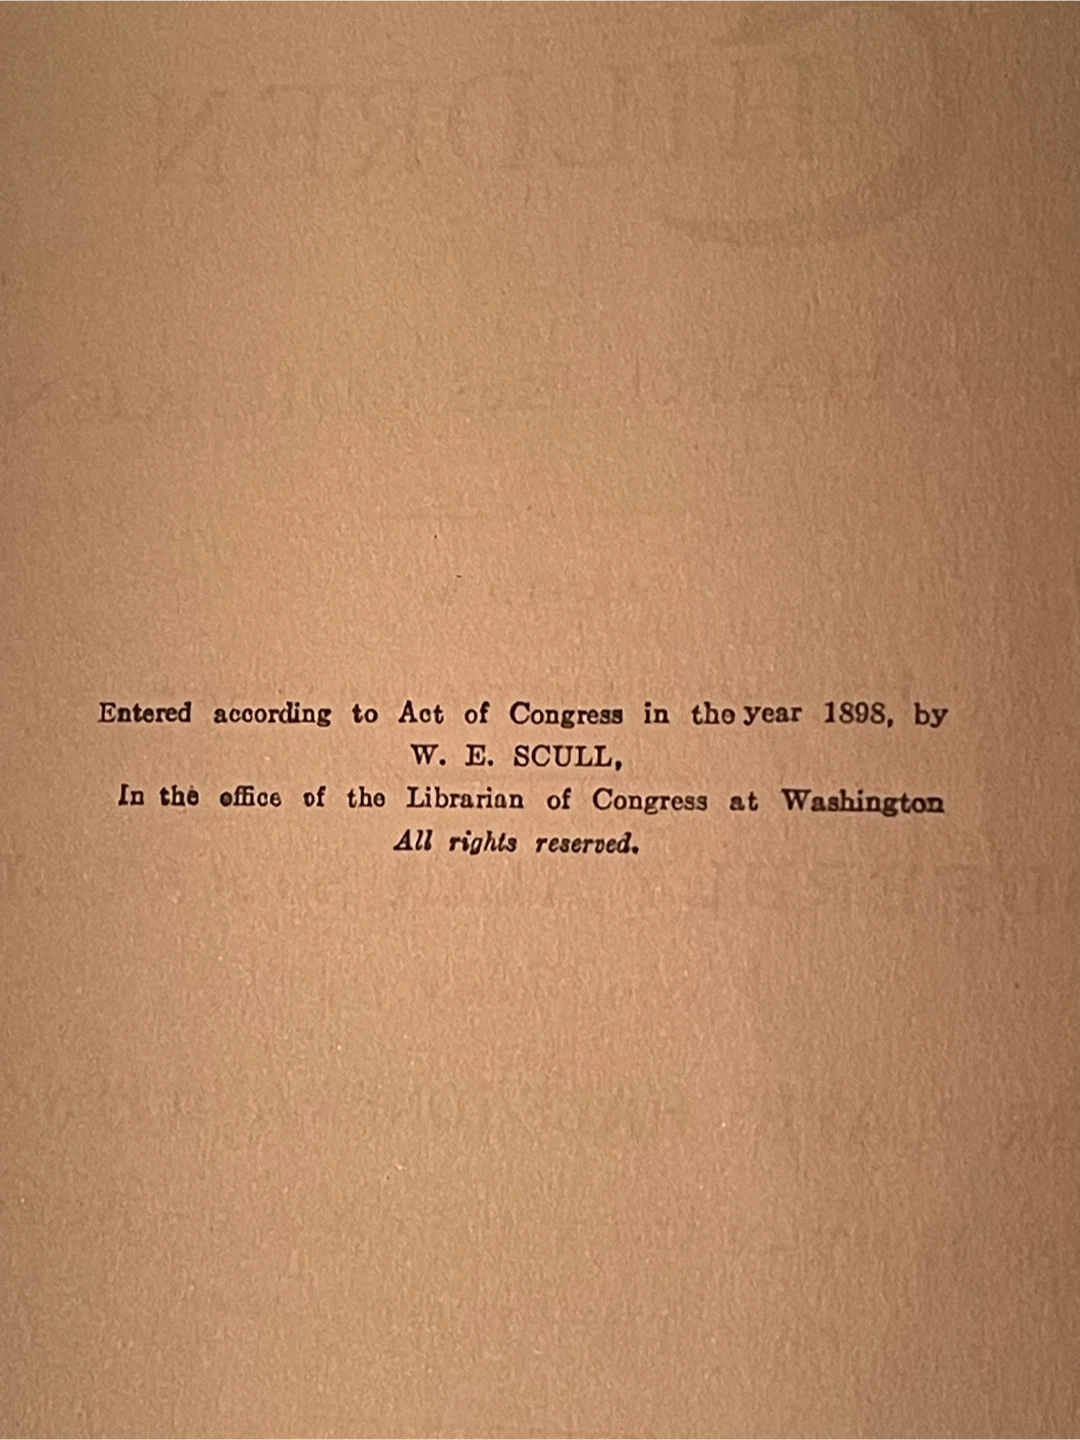 Entered according to Act of Congress in the year 1898, by
W. E. SCULL,
In the office of the Librarian of Congress at Washington
All rights reserved.